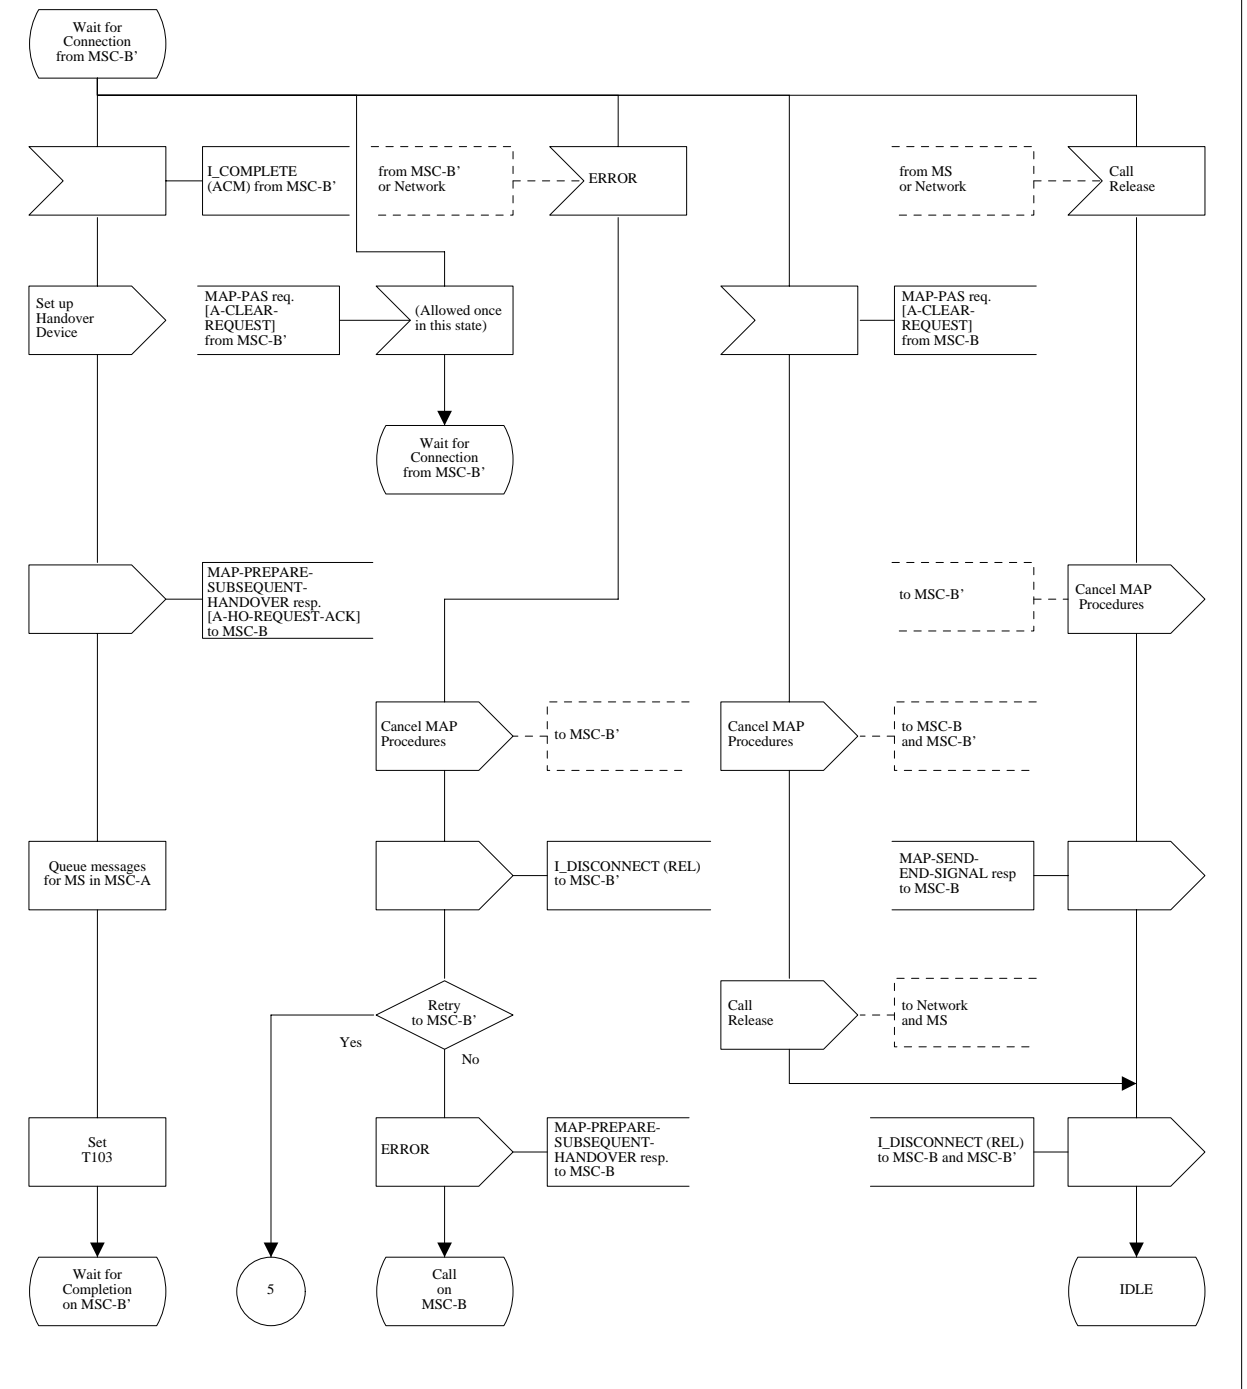 Wait for
Connection
from MSC-B’
I_COMPLETE
(ACM) from MSC-B’
from MSC-B’
or Network
ERROR
from MS
or Network
Call
Release
Set up
Handover
Device
MAP-PAS req.
[A-CLEAR-
REQUEST]
from MSC-B’
(Allowed once
in this state)
MAP-PAS req.
[A-CLEAR-
REQUEST]
from MSC-B
Wait for
Connection
from MSC-B’
MAP-PREPARE-
SUBSEQUENT-
HANDOVER resp.
[A-HO-REQUEST-ACK]
to MSC-B
to MSC-B’
Cancel MAP
Procedures
Cancel MAP
Procedures
to MSC-B’
Cancel MAP
Procedures
to MSC-B
and MSC-B’
Queue messages
for MS in MSC-A
I_DISCONNECT (REL)
to MSC-B’
MAP-SEND-
END-SIGNAL resp
to MSC-B
Retry
to MSC-B’
Yes
No
Call
Release
to Network
and MS
Set
T103
ERROR
MAP-PREPARE-
SUBSEQUENT-
HANDOVER resp.
to MSC-B
I_DISCONNECT (REL)
to MSC-B and MSC-B’
Wait for
Completion
on MSC-B’
5
Call
on
MSC-B
IDLE